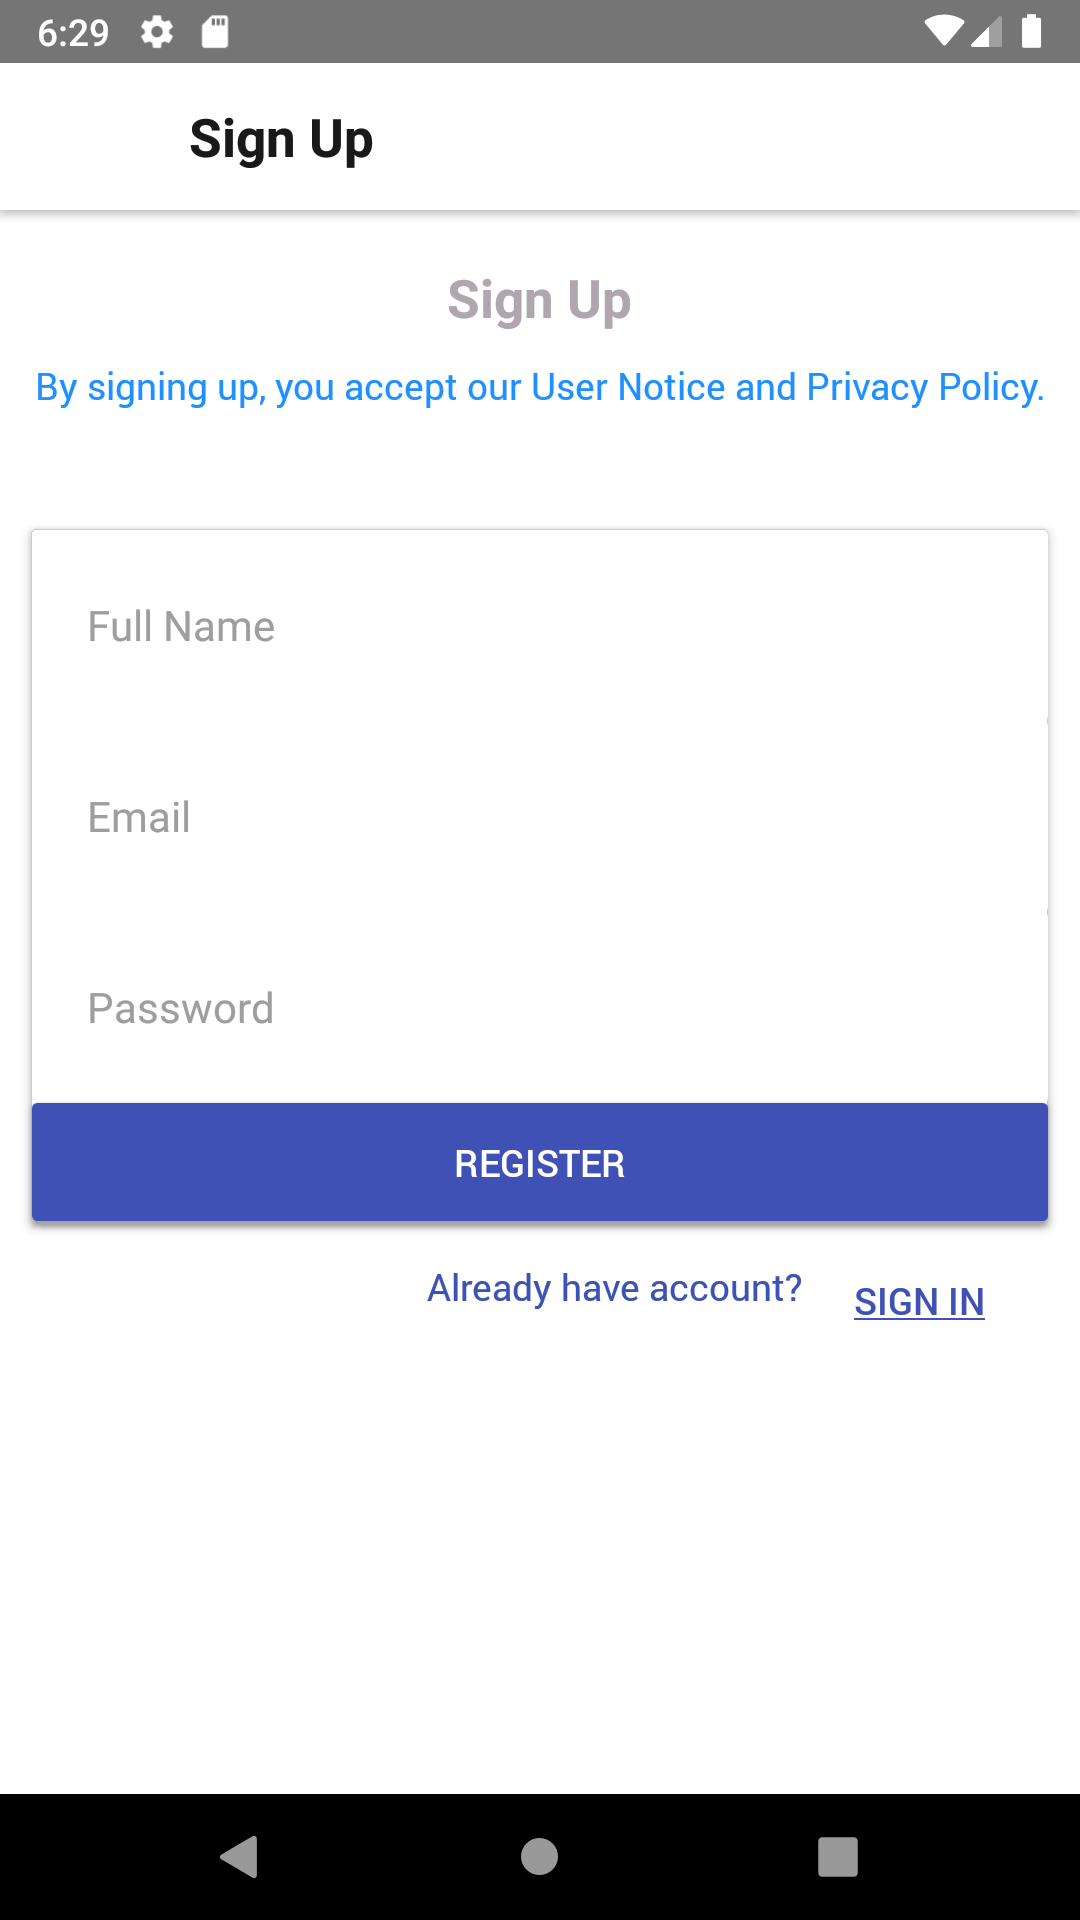 6:29
Sign Up
Sign Up
By signing up, you accept our User Notice and Privacy Policy.
Full Name
Email
Password
REGISTER
Already have account?
SIGN IN